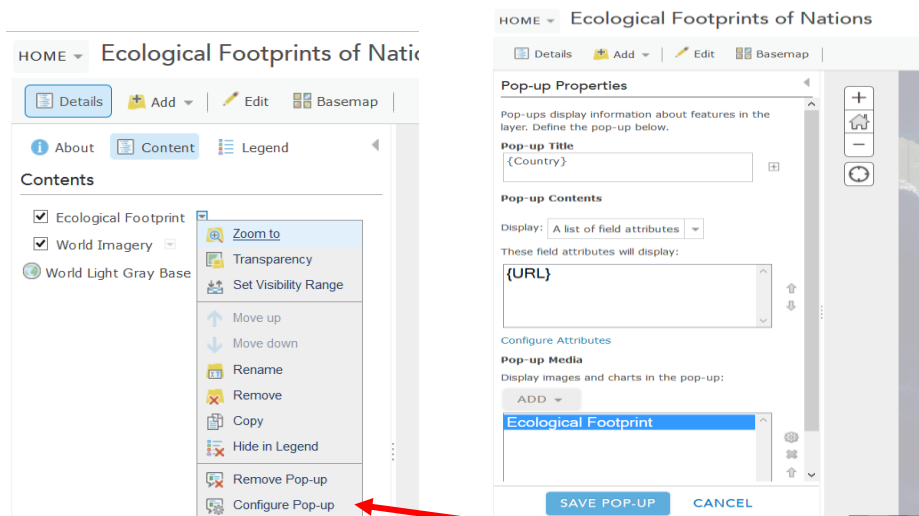 HOME Ecological Footprints of Natio
Details Add Edit Basemap
About Content Legend
Contents
Ecological Footprint
World Imagery
World Light Gray Base
Zoom to
Transparency
Set Visibility Range
Move up
Move down
Rename
Remove
Copy
Hide in Legend
Remove Pop-up
Configure Pop-up
HOME Ecological Footprints of Nations
Details Add Edit Basemap
Pop-up Properties
Pop-ups display information about features in the
layer. Define the pop-up below.
Pop-up Title
{Country}
Pop-up Contents
Display: A list of field attributes
These field attributes will display:
{URL}
Configure Attributes
Pop-up Media
Display images and charts in the pop-up:
ADD
Ecological Footprint
SAVE POP-UP CANCEL